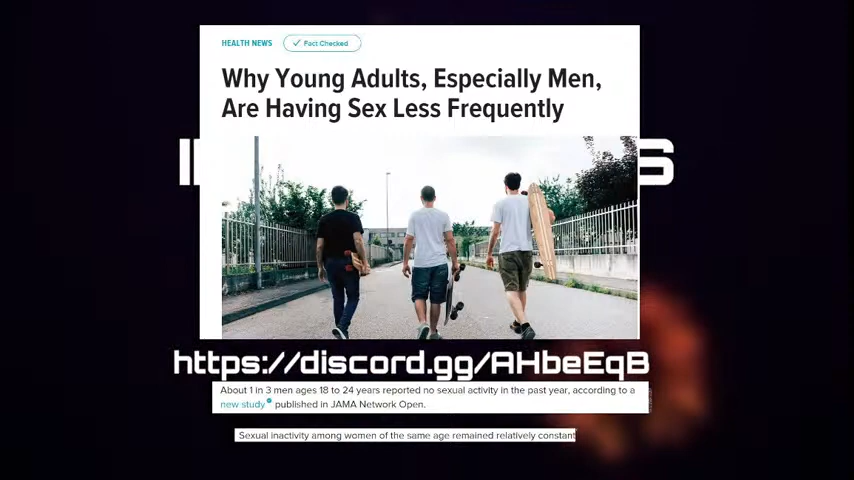 HEALTH NEWS
Fact Checked
Why Young Adults, Especially Men,
Are Having Sex Less Frequently
https://discord.gg/AHbeEqB
About 1 in 3 men ages 18 to 24 years reported no sexual activity in the past year, according to a
new study published in JAMA Network Open.
Sexual inactivity among women of the same age remained relatively constant